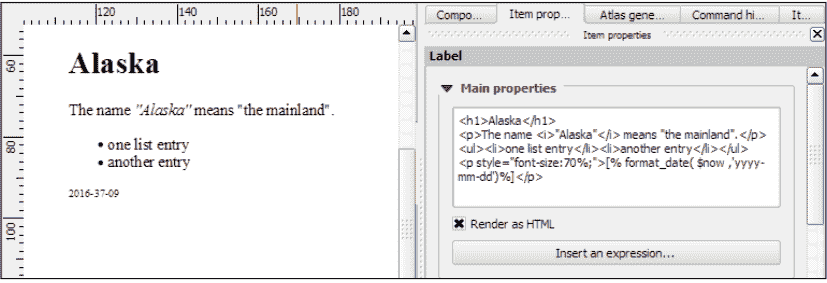 120 140 160 180
60
80
100
Alaska
The name "Alaska" means "the mainland".
• one list entry
• another entry
2016-37-09
Compo... Item prop... Atlas gene... Command hi... It...
Item properties
Label
Main properties
<h1>Alaska</h1>
<p>The name <i>"Alaska"</i> means "the mainland".</p>
<ul><li>one list entry</li><li>another entry</li></ul>
<p style="font-size:70%;">[% format_date( $now ,'yyyy-
mm-dd')%]</p>
Render as HTML
Insert an expression...